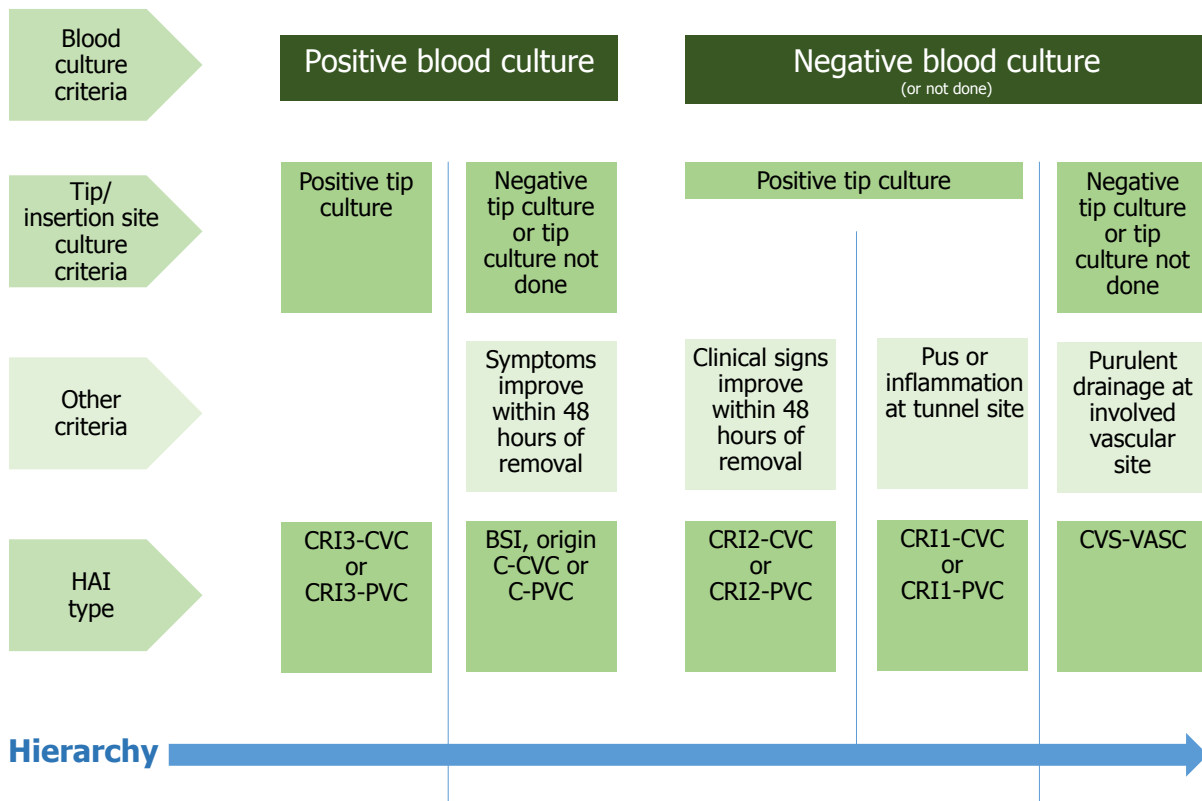 Blood
culture
criteria
Positive blood culture
Negative blood culture
(or not done)
Tip/
insertion site
culture
criteria
Positive tip
culture
Negative
tip culture
or tip
culture not
done
Positive tip culture
Negative
tip culture
or tip
culture not
done
Other
criteria
Symptoms
improve
within 48
hours of
removal
Clinical signs
improve
within 48
hours of
removal
Pus or
inflammation
at tunnel site
Purulent
drainage at
involved
vascular
site
HAI
type
CRI3-CVC
or
CRI3-PVC
BSI, origin
C-CVC or
C-PVC
CRI2-CVC
or
CRI2-PVC
CRI1-CVC
or
CRI1-PVC
CVS-VASC
Hierarchy